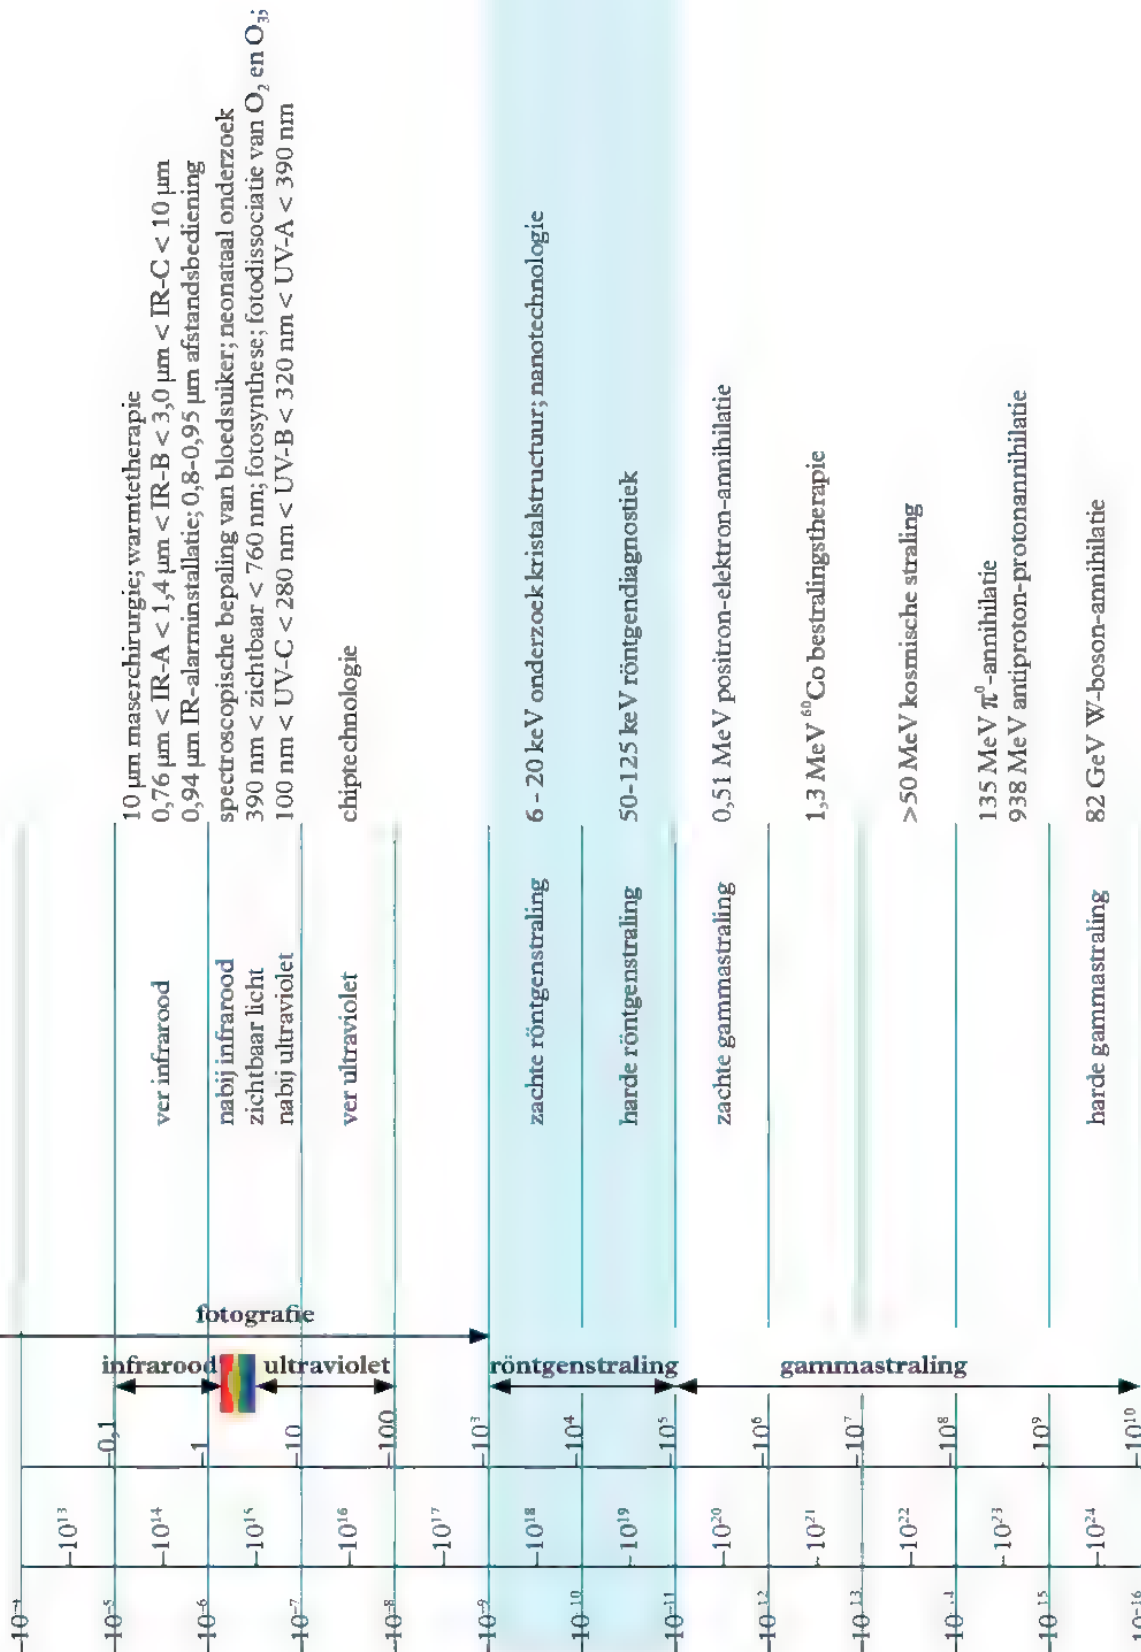 10⁻⁴
10⁻⁵
10⁻⁶
10⁻⁷
10⁻⁸
10⁻⁹
10⁻¹⁰
10⁻¹¹
10⁻¹²
10⁻¹³
10⁻¹⁴
10⁻¹⁵
10⁻¹⁶
10¹³
10¹⁴
10¹⁵
10¹⁶
10¹⁷
10¹⁸
10¹⁹
10²⁰
10²¹
10²²
10²³
10²⁴
0,1
1
10
100
10³
10⁴
10⁵
10⁶
10⁷
10⁸
10⁹
10¹⁰
infrarood
ultraviolet
röntgenstraling
gammastraling
fotografie
ver infrarood
nabij infrarood
zichtbaar licht
nabij ultraviolet
ver ultraviolet
zachte röntgenstraling
harde röntgenstraling
zachte gammastraling
harde gammastraling
10 µm maserchirurgie; warmtetherapie
0,76 µm < IR-A < 1,4 µm < IR-B < 3,0 µm < IR-C < 10 µm
0,94 µm IR-alarminstallatie; 0,8-0,95 µm afstandsbediening
spectroscopische bepaling van bloedsuiker; neonataal onderzoek
390 nm < zichtbaar < 760 nm; fotosynthese; fotodissociatie van O₂ en O₃;
100 nm < UV-C < 280 nm < UV-B < 320 nm < UV-A < 390 nm
chiptechnologie
6 - 20 keV onderzoek kristalstructuur; nanotechnologie
50-125 keV röntgendiagnostiek
0,51 MeV positron-elektron-annihilatie
1,3 MeV ⁶⁰Co bestralingstherapie
>50 MeV kosmische straling
135 MeV π⁰-annihilatie
938 MeV antiproton-protonannihilatie
82 GeV W-boson-annihilatie